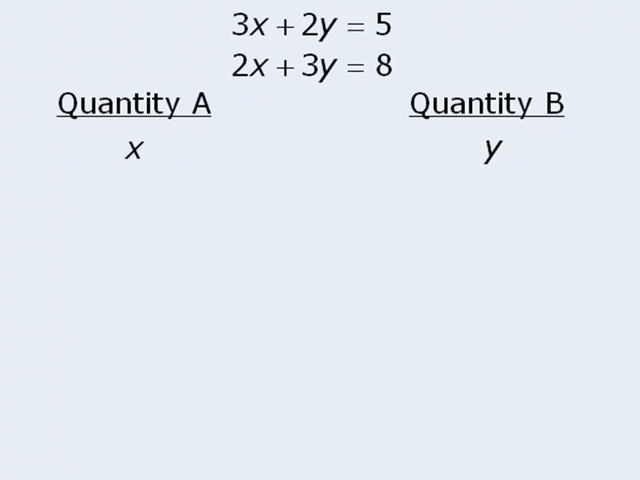 3x + 2y = 5
2x + 3y = 8
Quantity A Quantity B
x y